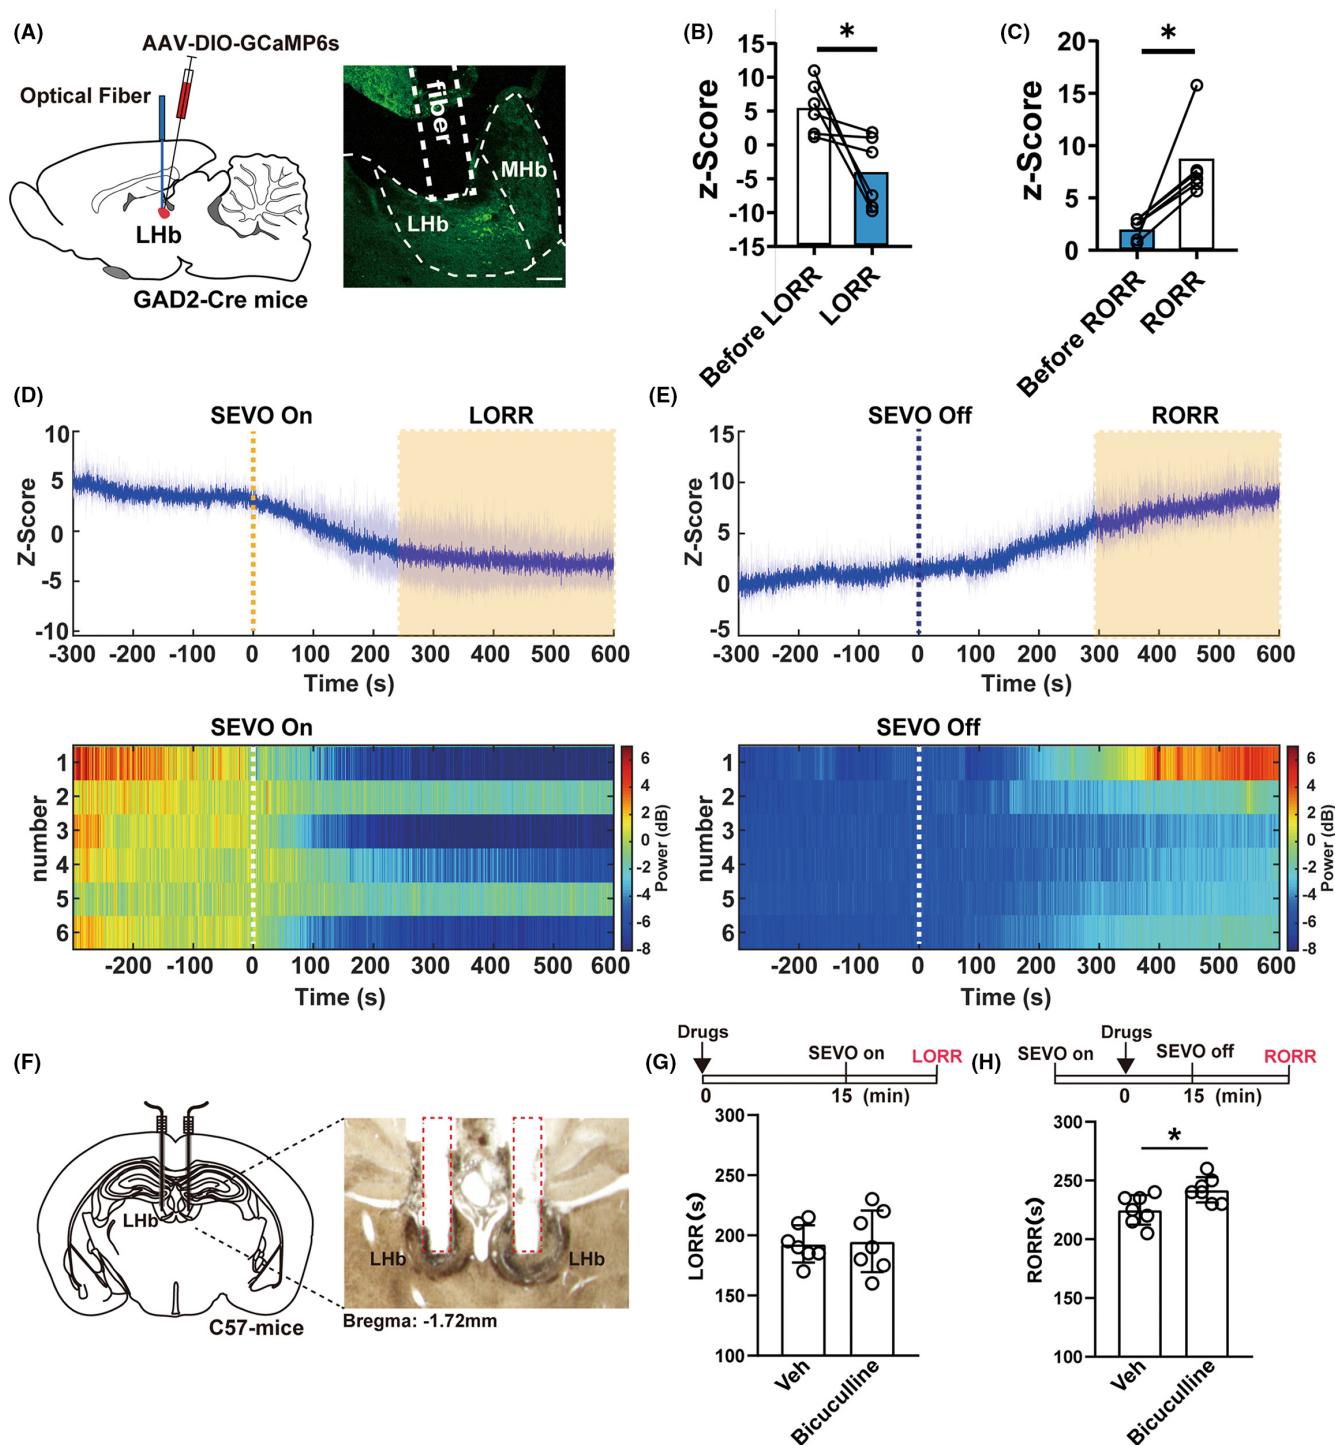 (A)
AAV-DIO-GCaMP6s
Optical Fiber
LHb
GAD2-Cre mice
fiber
MHb
LHb
(B)
*
z-Score
15
10
5
0
-5
-10
-15
Before LORR
LORR
(C)
*
z-Score
20
15
10
5
0
Before RORR
RORR
(D)
SEVO On
LORR
Z-Score
10
5
0
-5
-10
-300 -200 -100 0 100 200 300 400 500 600
Time (s)
SEVO On
number
1
2
3
4
5
6
-200 -100 0 100 200 300 400 500 600
Time (s)
6
4
2
0
-2
-4
-6
-8
Power (dB)
(E)
SEVO Off
RORR
Z-Score
15
10
5
0
-5
-300 -200 -100 0 100 200 300 400 500 600
Time (s)
SEVO Off
number
1
2
3
4
5
6
-200 -100 0 100 200 300 400 500 600
Time (s)
6
4
2
0
-2
-4
-6
-8
Power (dB)
(F)
LHb
C57-mice
LHb
LHb
Bregma: -1.72mm
(G)
Drugs
SEVO on
LORR
0
15 (min)
LORR(s)
300
250
200
150
100
Veh
Bicuculline
(H)
SEVO on
Drugs
SEVO off
RORR
0
15 (min)
*
RORR(s)
300
250
200
150
100
Veh
Bicuculline